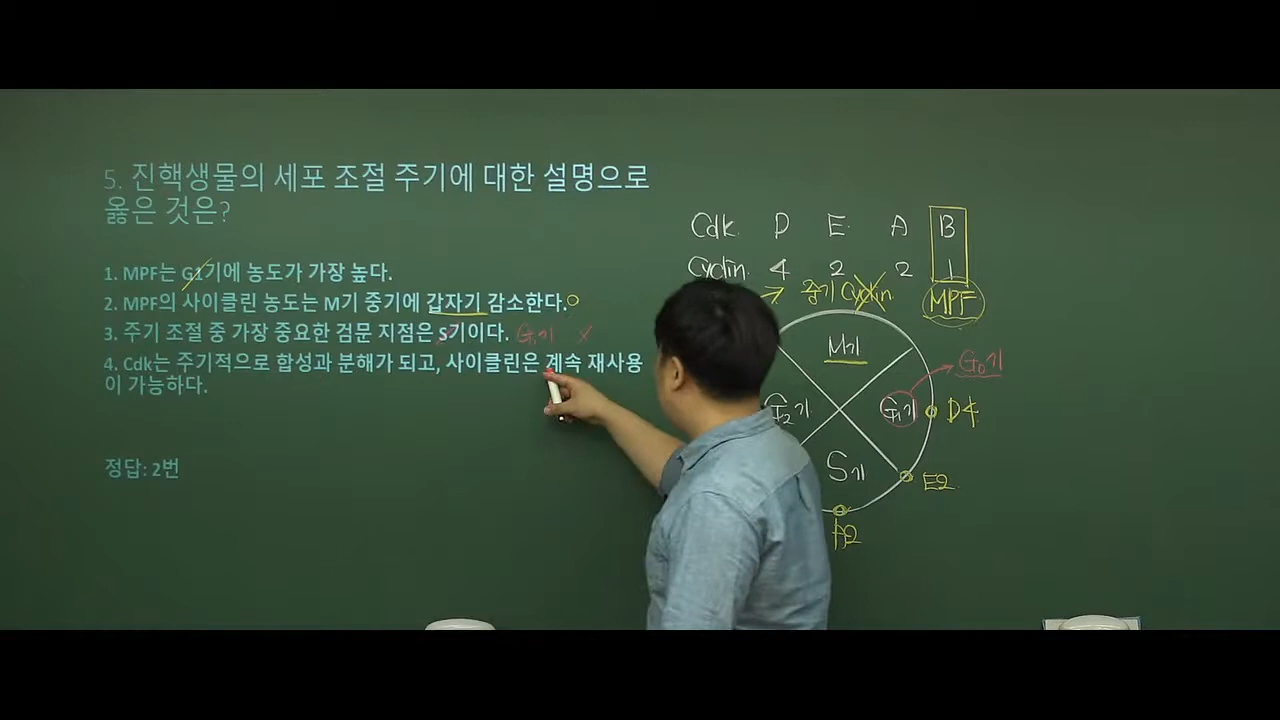 5. 진핵생물의 세포 조절 주기에 대한 설명으로
옳은 것은?
1. MPF는 G1기에 농도가 가장 높다.
2. MPF의 사이클린 농도는 M기 중기에 갑자기 감소한다.
3. 주기 조절 중 가장 중요한 검문 지점은 S기이다. G1기 X
4. Cdk는 주기적으로 합성과 분해가 되고, 사이클린은 계속 재사용
이 가능하다.
정답: 2번
Cdk D E A B
Cyclin 4 2 2 1
중기 Cyclin MPF
M기
G0기
G2기 G1기 D4
S기 E2
A2